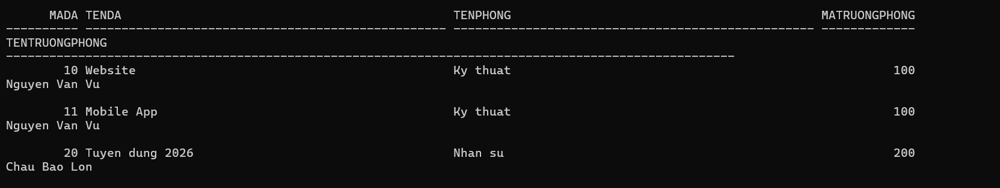 MADA TENDA TENPHONG MATRUONGPHONG
---------- -------------------------------------------------- -------------------------------------------------- -------------
TENTRUONGPHONG
-----------------------------------------------------------------------------------------------------
10 Website Ky thuat 100
Nguyen Van Vu
11 Mobile App Ky thuat 100
Nguyen Van Vu
20 Tuyen dung 2026 Nhan su 200
Chau Bao Lon